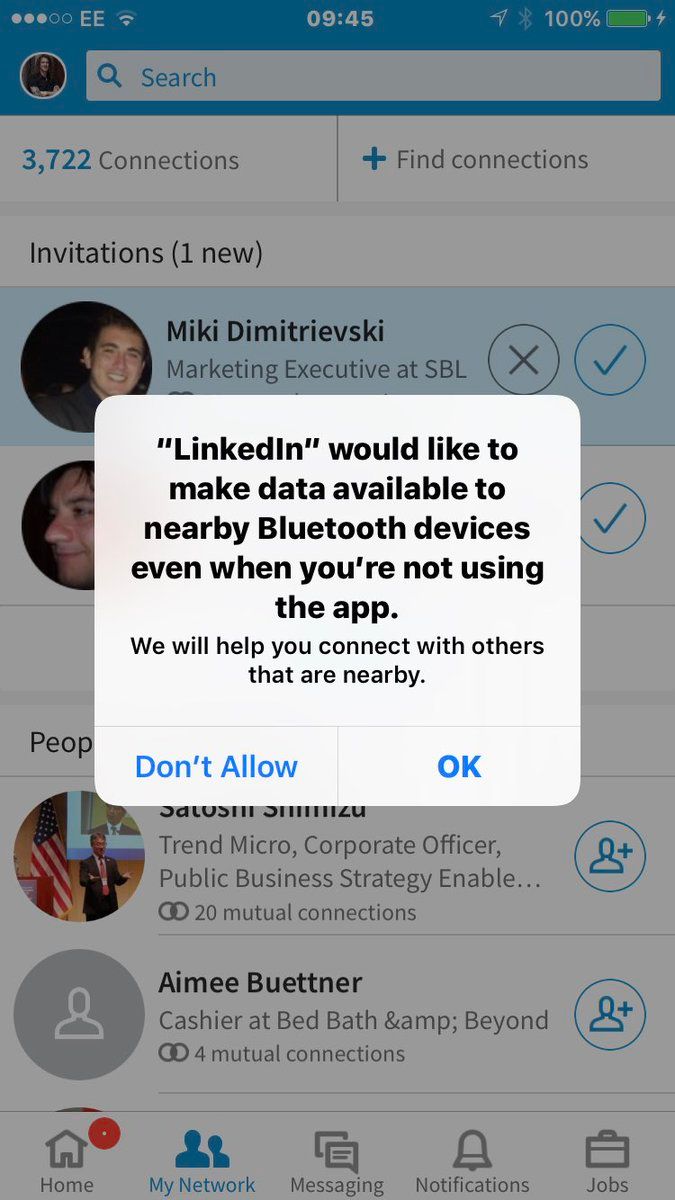 EE 09:45 100%
Search
3,722 Connections
Find connections
Invitations (1 new)
Miki Dimitrievski
Marketing Executive at SBL
“LinkedIn” would like to
make data available to
nearby Bluetooth devices
even when you’re not using
the app.
We will help you connect with others
that are nearby.
Don’t Allow
OK
Peop
Satoshi Shimizu
Trend Micro, Corporate Officer,
Public Business Strategy Enable...
20 mutual connections
Aimee Buettner
Cashier at Bed Bath &amp; Beyond
4 mutual connections
Home
My Network
Messaging
Notifications
Jobs